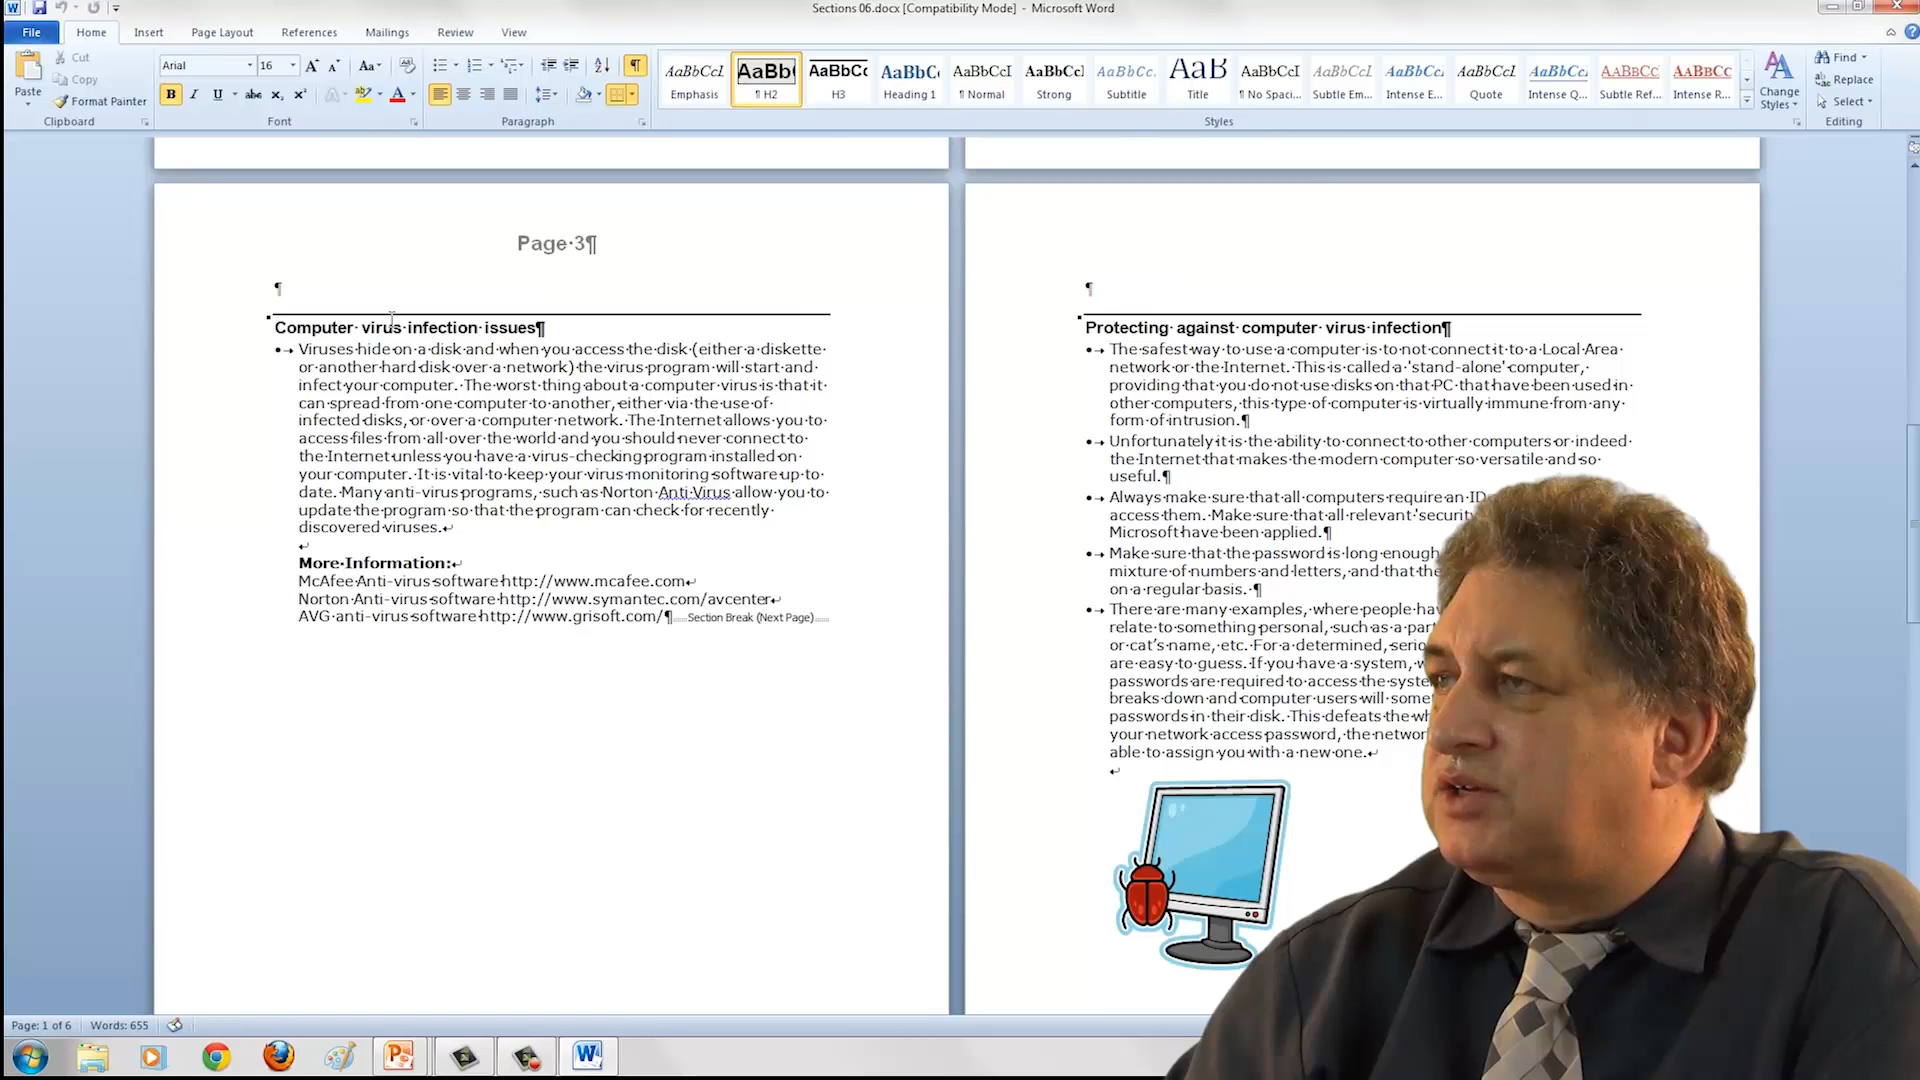 Sections 06.docx [Compatibility Mode] - Microsoft Word
File Home Insert Page Layout References Mailings Review View
Paste
Cut
Copy
Format Painter
Clipboard
Arial 16
Font
Paragraph
AaBbCcI Emphasis
AaBb( ¶ H2
AaBbCc H3
AaBbC( Heading 1
AaBbCcI ¶ Normal
AaBbCcI Strong
AaBbCc. Subtitle
AaB Title
AaBbCcI ¶ No Spaci...
AaBbCcI Subtle Em...
AaBbCcI Intense E...
AaBbCcI Quote
AaBbCcI Intense Q...
AaBbCc Subtle Ref...
AaBbCc Intense R...
Styles
Change Styles
Find
Replace
Select
Editing
Page·3¶
¶
Computer· virus·infection issues¶
Viruses·hide·on·a·disk·and·when·you·access·the·disk·(either·a·diskette·
or·another·hard·disk·over·a·network)·the·virus·program·will·start·and·
infect·your·computer.·The·worst·thing·about·a·computer·virus·is·that·it·
can·spread·from·one·computer·to·another,·either·via·the·use·of·
infected·disks,·or·over·a·computer·network.·The·Internet·allows·you·to·
access·files·from·all·over·the·world·and·you·should·never·connect·to·
the·Internet·unless·you·have·a·virus-checking·program·installed·on·
your·computer.·It·is·vital·to·keep·your·virus·monitoring·software·up·to·
date.·Many·anti-virus·programs,·such·as·Norton·Anti·Virus·allow·you·to·
update·the·program·so·that·the·program·can·check·for·recently·
discovered·viruses.↵
↵
More·Information:↵
McAfee·Anti-virus·software·http://www.mcafee.com↵
Norton·Anti-virus·software·http://www.symantec.com/avcenter↵
AVG·anti-virus·software·http://www.grisoft.com/¶ Section Break (Next Page)
¶
Protecting· against·computer· virus·infection¶
The·safest·way·to·use·a·computer·is·to·not·connect·it·to·a·Local·Area·
network·or·the·Internet.·This·is·called·a·'stand-alone'·computer,·
providing·that·you·do·not·use·disks·on·that·PC·that·have·been·used·in·
other·computers,·this·type·of·computer·is·virtually·immune·from·any·
form·of·intrusion.¶
Unfortunately·it·is·the·ability·to·connect·to·other·computers·or·indeed·
the·Internet·that·makes·the·modern·computer·so·versatile·and·so·
useful.¶
Always·make·sure·that·all·computers·require·an·ID
access·them.·Make·sure·that·all·relevant·'security
Microsoft·have·been·applied.¶
Make·sure·that·the·password·is·long·enough
mixture·of·numbers·and·letters,·and·that·the
on·a·regular·basis.·¶
There·are·many·examples,·where·people·hav
relate·to·something·personal,·such·as·a·part
or·cat's·name,·etc.·For·a·determined,·serio
are·easy·to·guess.·If·you·have·a·system,·w
passwords·are·required·to·access·the·syste
breaks·down·and·computer·users·will·some
passwords·in·their·disk.·This·defeats·the·wh
your·network·access·password,·the·networ
able·to·assign·you·with·a·new·one.↵
↵
Page: 1 of 6 Words: 655